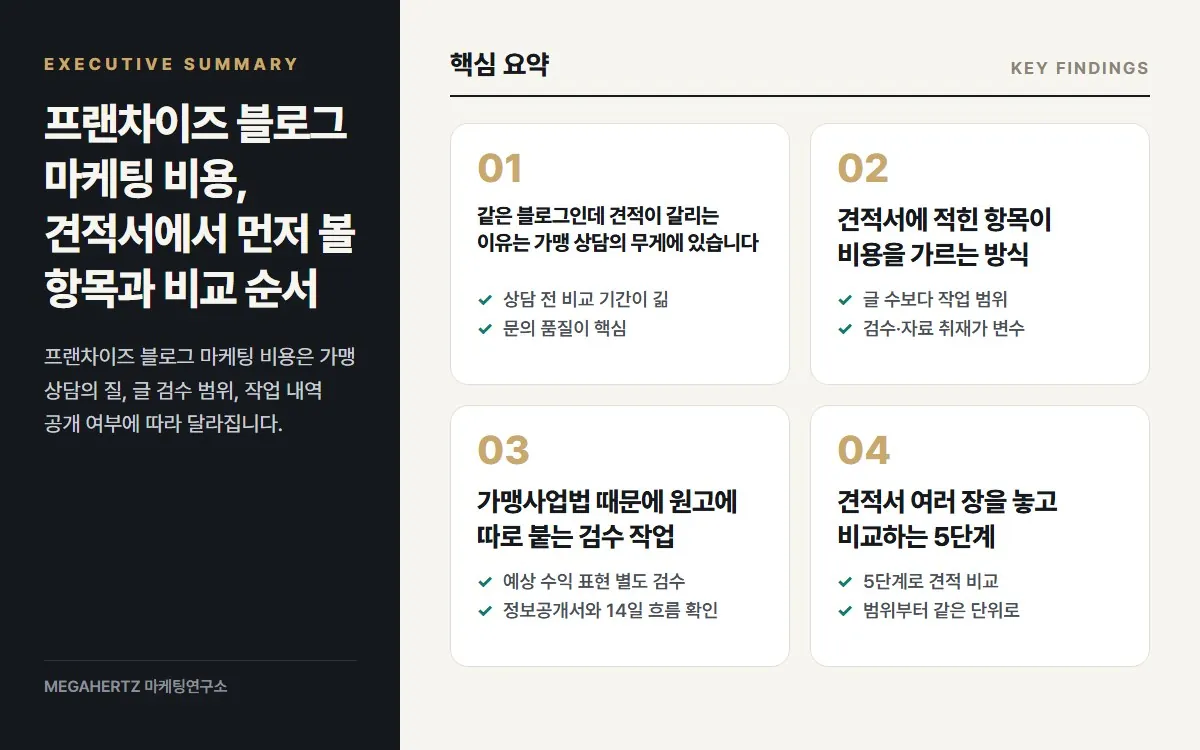 EXECUTIVE SUMMARY
프랜차이즈 블로그
마케팅 비용,
견적서에서 먼저 볼
항목과 비교 순서
프랜차이즈 블로그 마케팅 비용은 가맹
상담의 질, 글 검수 범위, 작업 내역
공개 여부에 따라 달라집니다.
MEGAHERTZ 마케팅연구소
핵심 요약
KEY FINDINGS
01
같은 블로그인데 견적이 갈리는
이유는 가맹 상담의 무게에 있습니다
상담 전 비교 기간이 긺
문의 품질이 핵심
02
견적서에 적힌 항목이
비용을 가르는 방식
글 수보다 작업 범위
검수·자료 취재가 변수
03
가맹사업법 때문에 원고에
따로 붙는 검수 작업
예상 수익 표현 별도 검수
정보공개서와 14일 흐름 확인
04
견적서 여러 장을 놓고
비교하는 5단계
5단계로 견적 비교
범위부터 같은 단위로